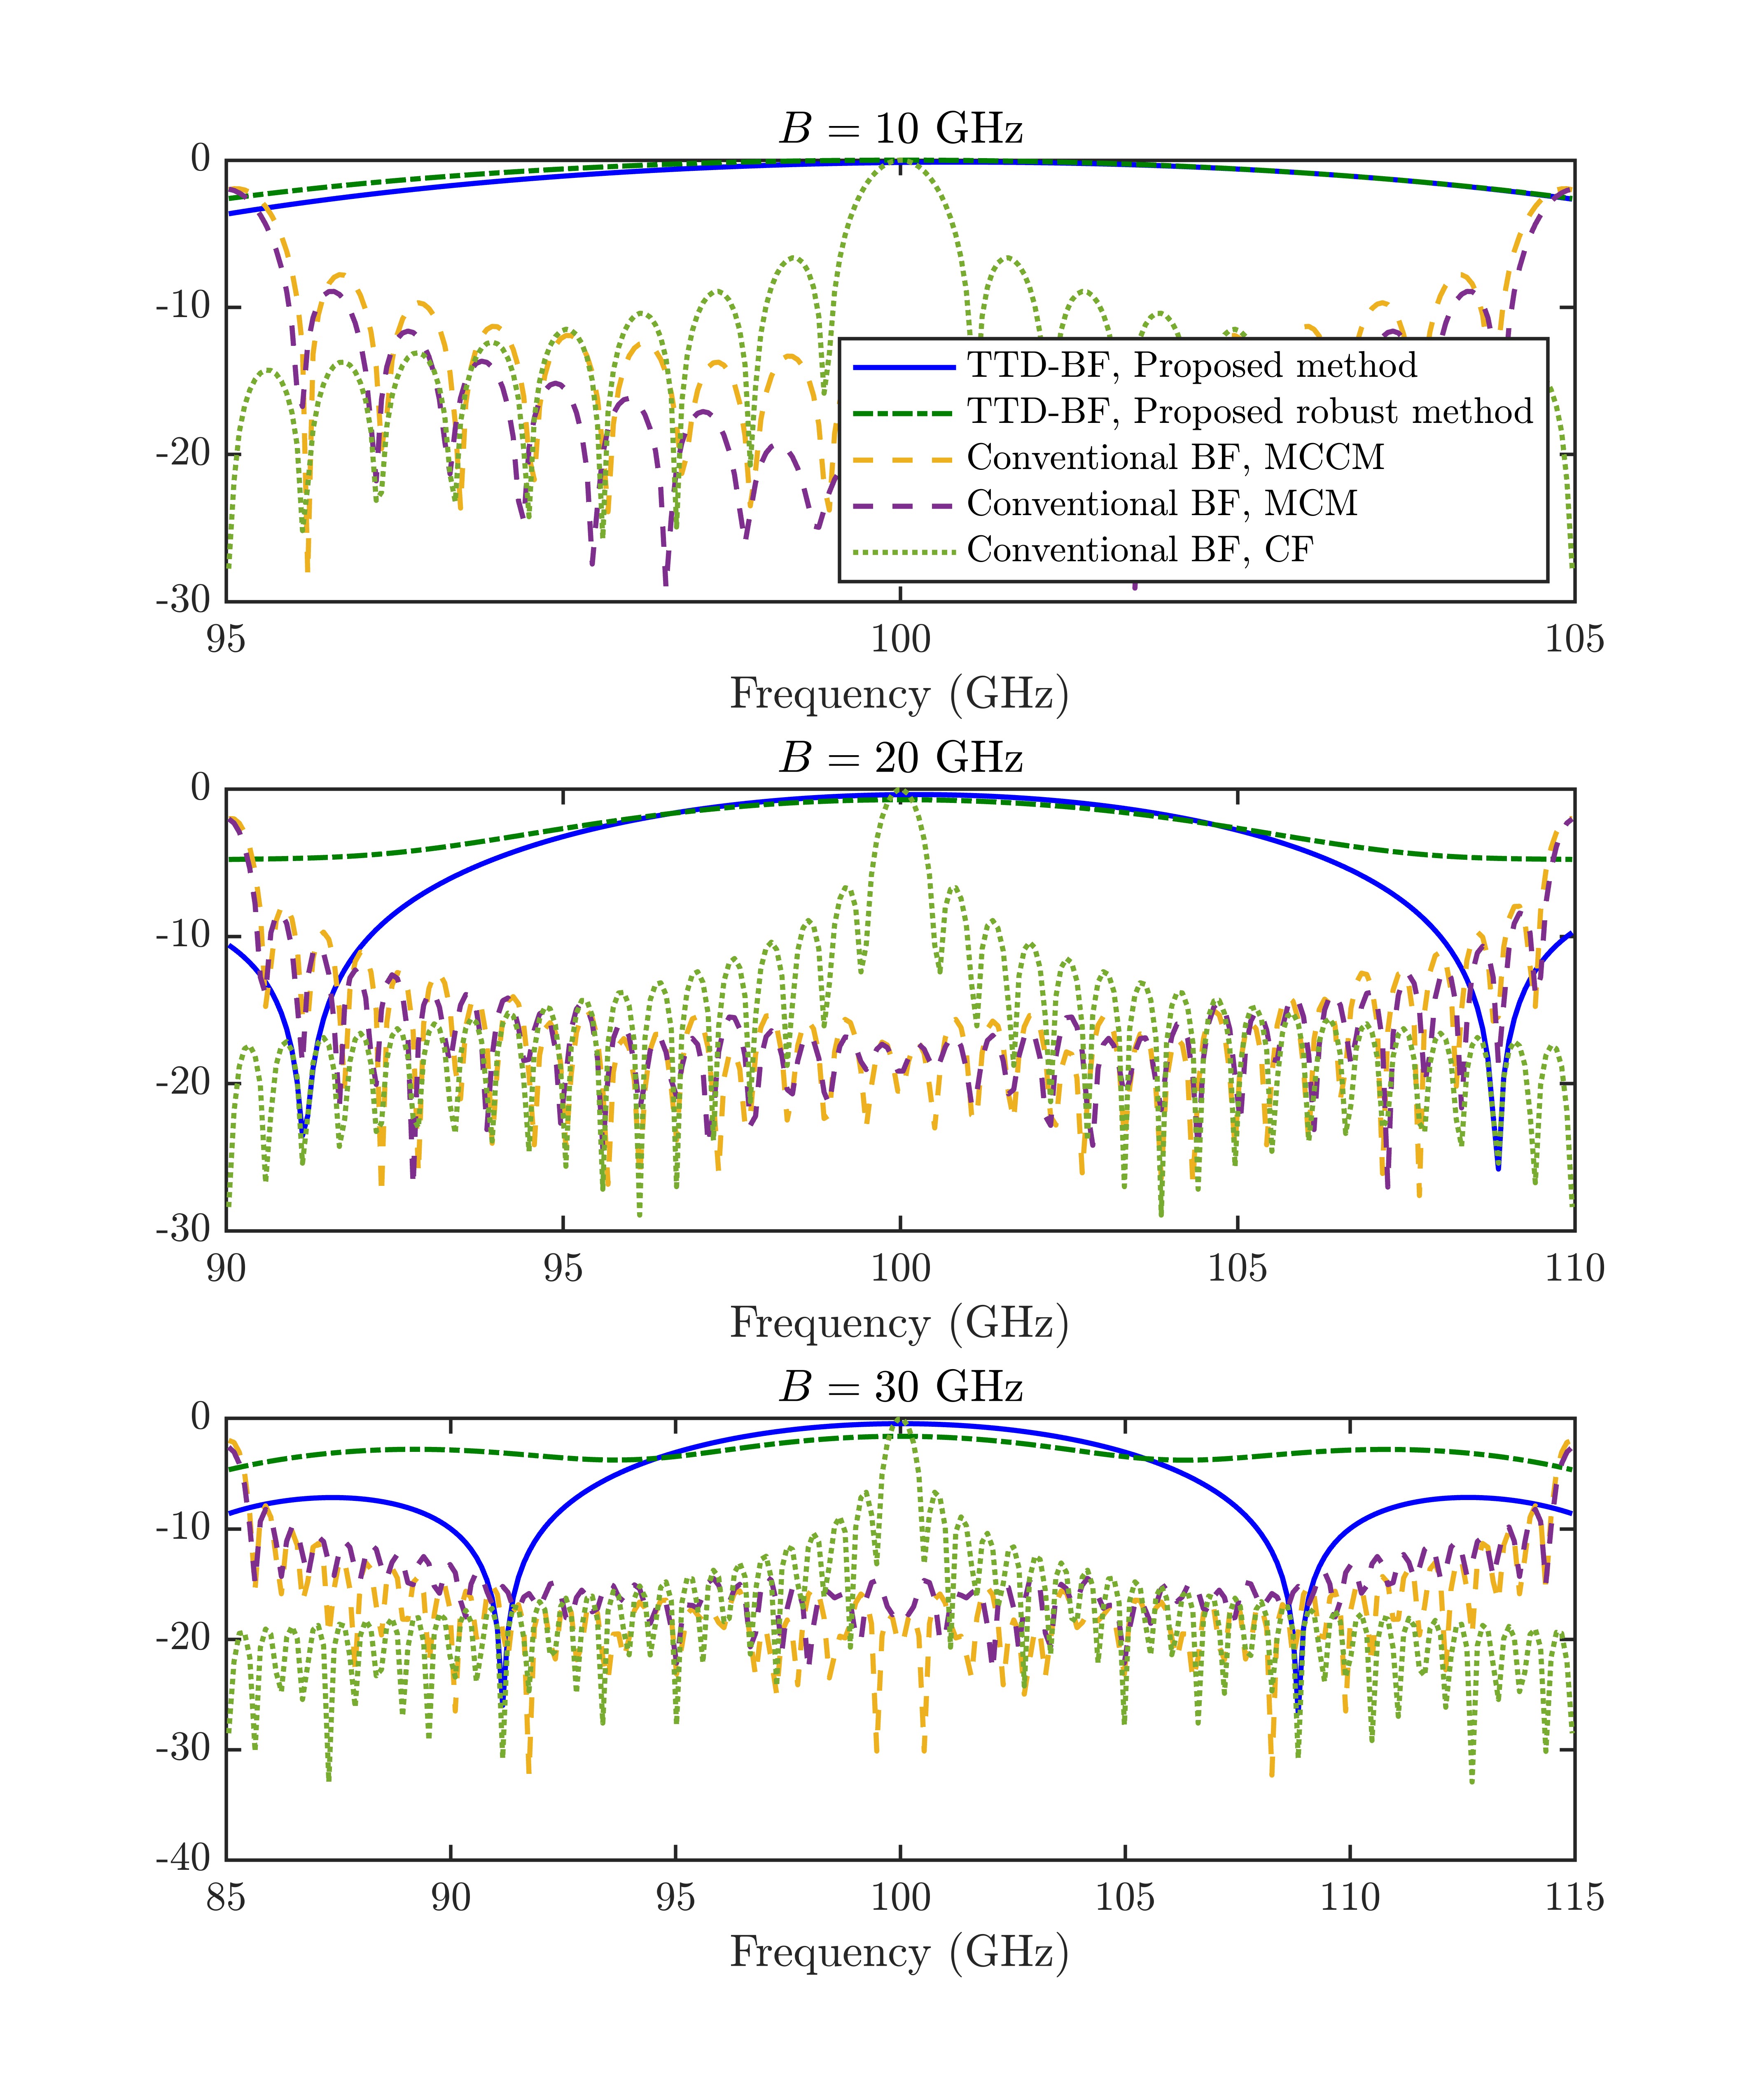 B = 10 GHz
0
-10
-20
-30
TTD-BF, Proposed method
TTD-BF, Proposed robust method
Conventional BF, MCCM
Conventional BF, MCM
Conventional BF, CF
95 100 105
Frequency (GHz)
B = 20 GHz
0
-10
-20
-30
90 95 100 105 110
Frequency (GHz)
B = 30 GHz
0
-10
-20
-30
-40
85 90 95 100 105 110 115
Frequency (GHz)